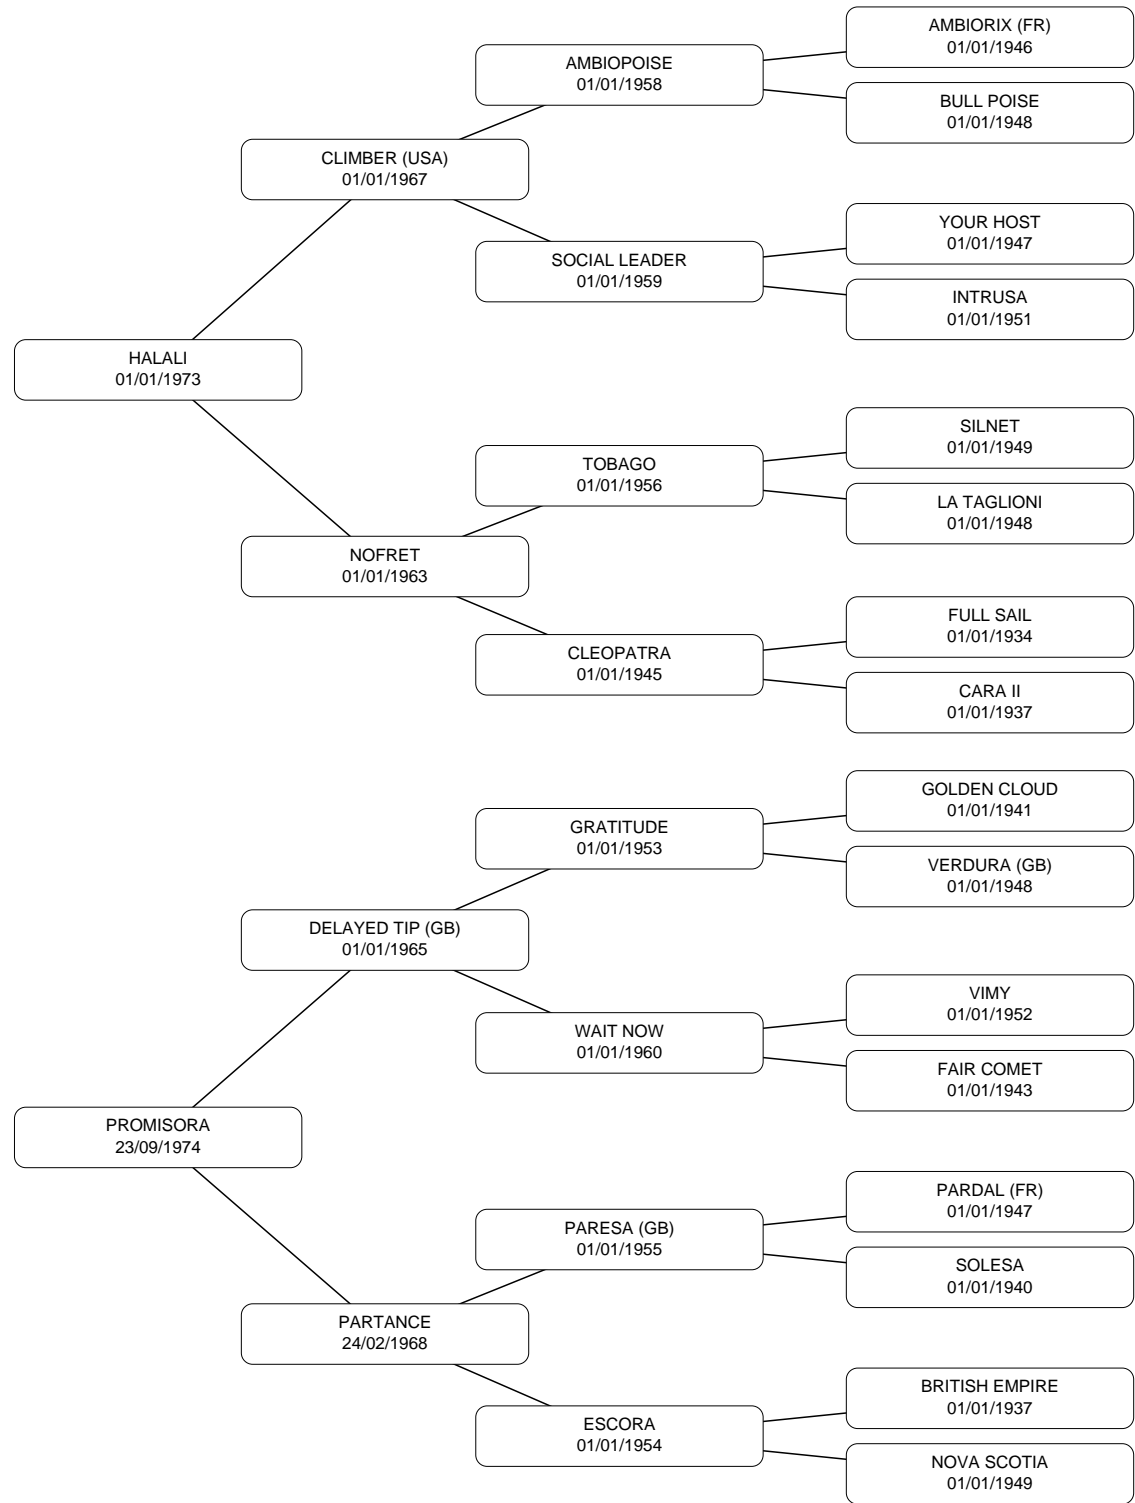 AMBIORIX (FR)
01/01/1946
AMBIOPOISE
01/01/1958
BULL POISE
01/01/1948
CLIMBER (USA)
01/01/1967
YOUR HOST
01/01/1947
SOCIAL LEADER
01/01/1959
INTRUSA
01/01/1951
HALALI
01/01/1973
SILNET
01/01/1949
TOBAGO
01/01/1956
LA TAGLIONI
01/01/1948
NOFRET
01/01/1963
FULL SAIL
01/01/1934
CLEOPATRA
01/01/1945
CARA II
01/01/1937
GOLDEN CLOUD
01/01/1941
GRATITUDE
01/01/1953
VERDURA (GB)
01/01/1948
DELAYED TIP (GB)
01/01/1965
VIMY
01/01/1952
WAIT NOW
01/01/1960
FAIR COMET
01/01/1943
PROMISORA
23/09/1974
PARDAL (FR)
01/01/1947
PARESA (GB)
01/01/1955
SOLESA
01/01/1940
PARTANCE
24/02/1968
BRITISH EMPIRE
01/01/1937
ESCORA
01/01/1954
NOVA SCOTIA
01/01/1949